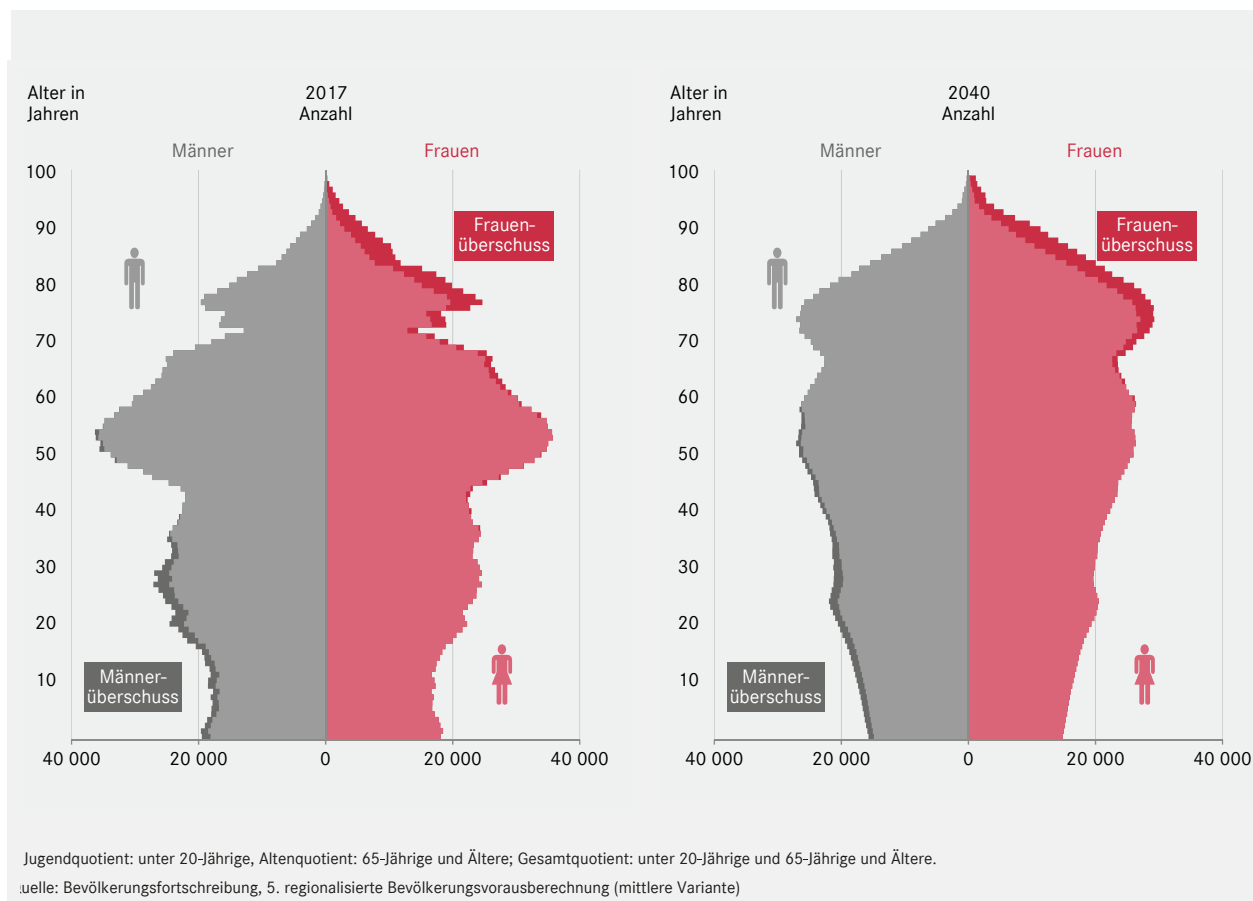 Alter in
Jahren
2017
Anzahl
Männer
Frauen
100
90
80
70
60
50
40
30
20
10
Frauen-
überschuss
Männer-
überschuss
40 000
20 000
0
20 000
40 000
Alter in
Jahren
2040
Anzahl
Männer
Frauen
100
90
80
70
60
50
40
30
20
10
Frauen-
überschuss
Männer-
überschuss
40 000
20 000
0
20 000
40 000
Jugendquotient: unter 20-Jährige, Altenquotient: 65-Jährige und Ältere; Gesamtquotient: unter 20-Jährige und 65-Jährige und Ältere.
uelle: Bevölkerungsfortschreibung, 5. regionalisierte Bevölkerungsvorausberechnung (mittlere Variante)